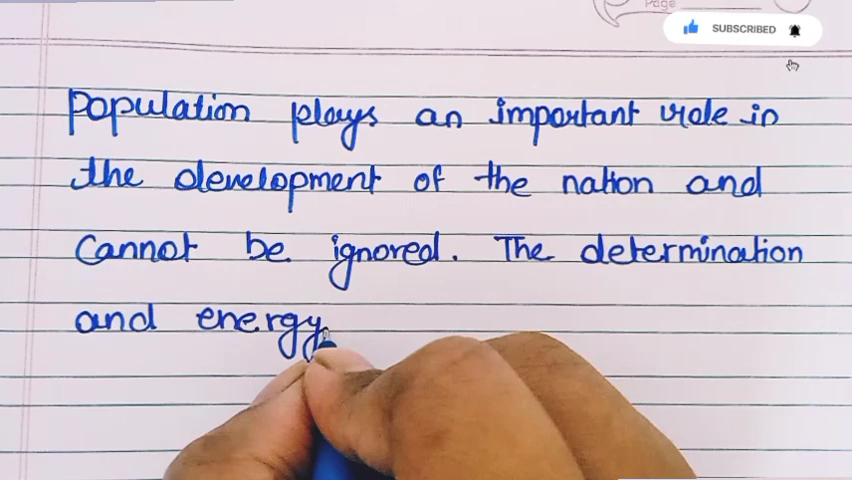 Page
SUBSCRIBED
Population plays an important role in
the development of the nation and
cannot be ignored. The determination
and energy